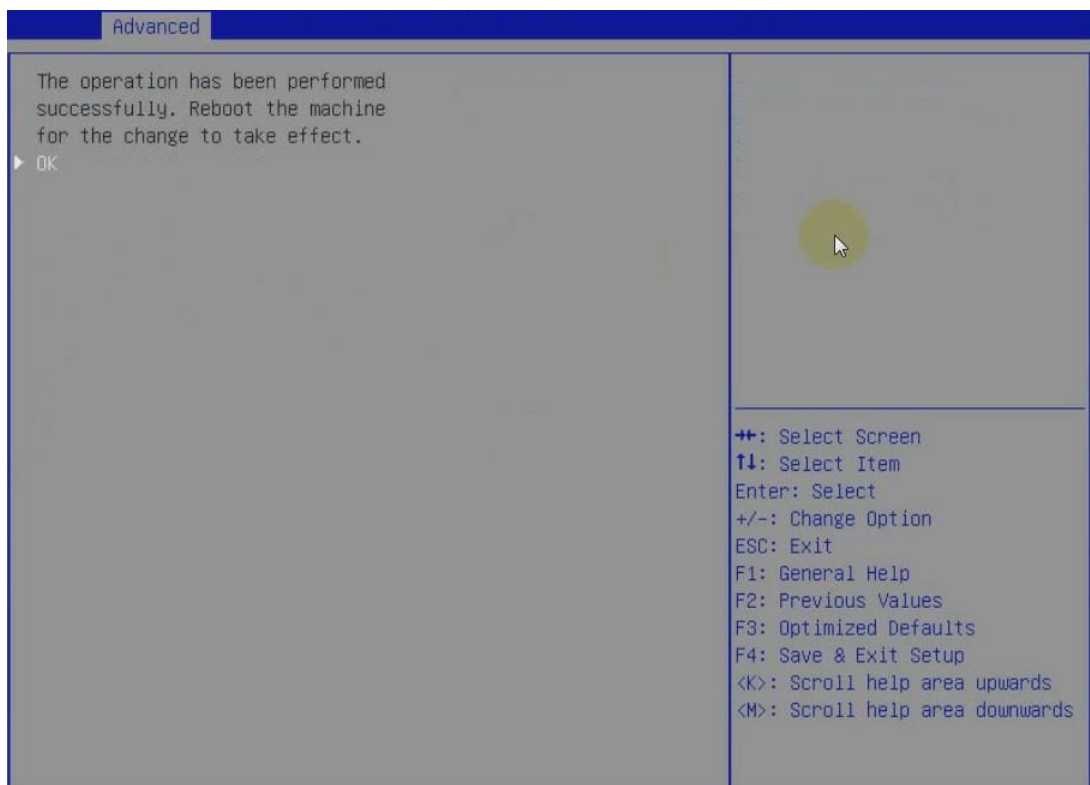 Advanced
The operation has been performed
successfully. Reboot the machine
for the change to take effect.
OK
→←: Select Screen
↑↓: Select Item
Enter: Select
+/-: Change Option
ESC: Exit
F1: General Help
F2: Previous Values
F3: Optimized Defaults
F4: Save & Exit Setup
<K>: Scroll help area upwards
<M>: Scroll help area downwards